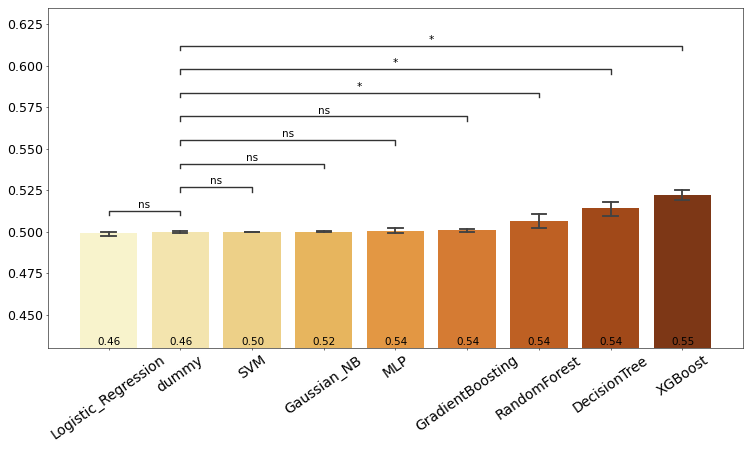 0.625
0.600
0.575
0.550
0.525
0.500
0.475
0.450
*
*
*
ns
ns
ns
ns
ns
0.46 0.46 0.50 0.52 0.54 0.54 0.54 0.54 0.55
Logistic_Regression
dummy
SVM
Gaussian_NB
MLP
GradientBoosting
RandomForest
DecisionTree
XGBoost